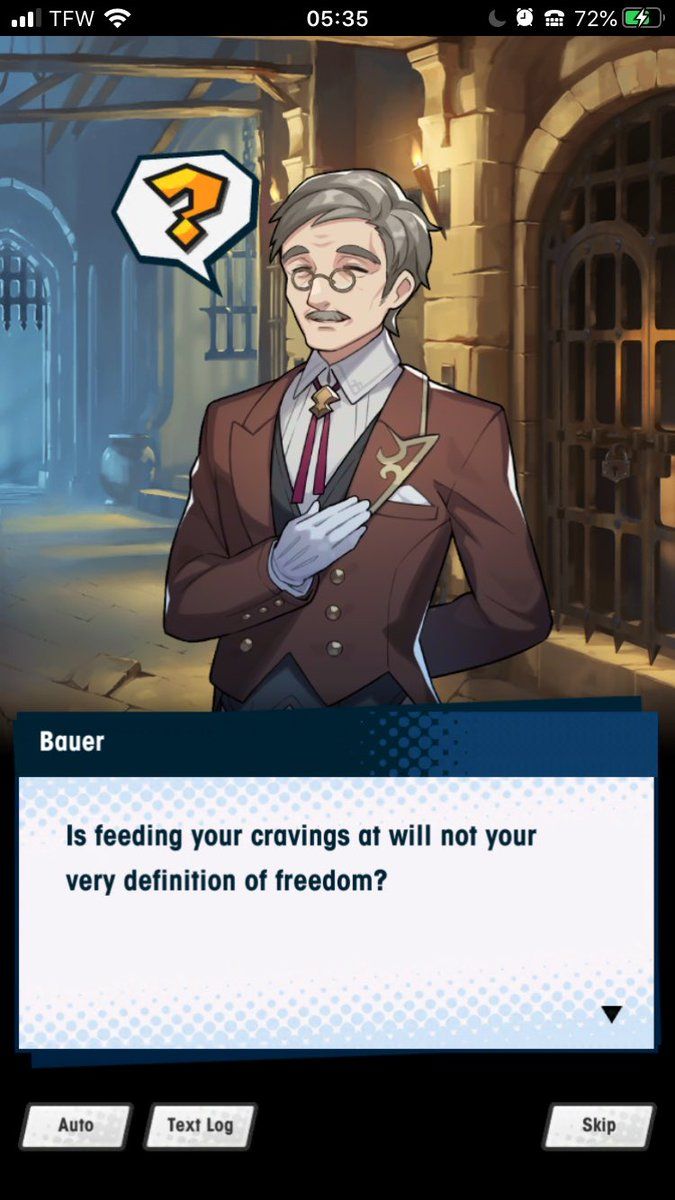 TFW 05:35 72%
?
Bauer
Is feeding your cravings at will not your
very definition of freedom?
Auto Text Log Skip